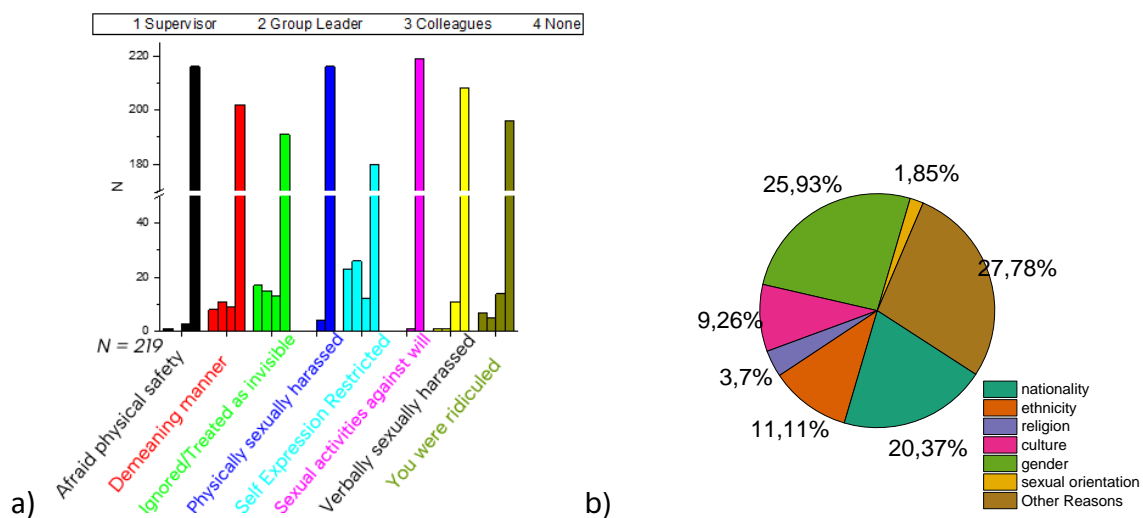 1 Supervisor 2 Group Leader 3 Colleagues 4 None
220
200
180
N
40
20
0
N = 219
Afraid physical safety
Demeaning manner
Ignored/Treated as invisible
Physically sexually harassed
Self Expression Restricted
Sexual activities against will
Verbally sexually harassed
You were ridiculed
a)
1,85%
25,93%
27,78%
9,26%
3,7%
11,11%
20,37%
nationality
ethnicity
religion
culture
gender
sexual orientation
Other Reasons
b)